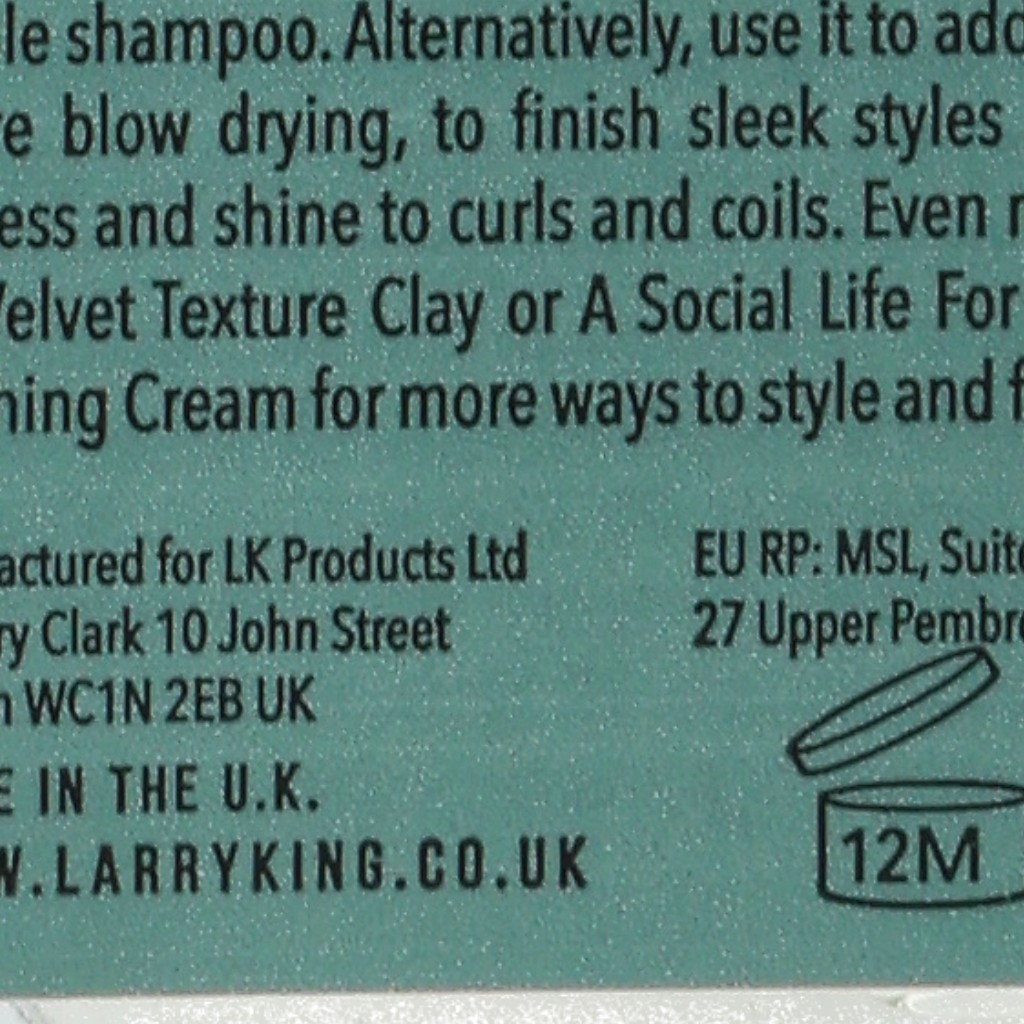 le shampoo. Alternatively, use it to add
e blow drying, to finish sleek styles
ess and shine to curls and coils. Even
Velvet Texture Clay or A Social Life For
ning Cream for more ways to style and f
actured for LK Products Ltd
ry Clark 10 John Street
n WC1N 2EB UK
E IN THE U.K.
W.LARRYKING.CO.UK
EU RP: MSL, Suite
27 Upper Pembro
12M